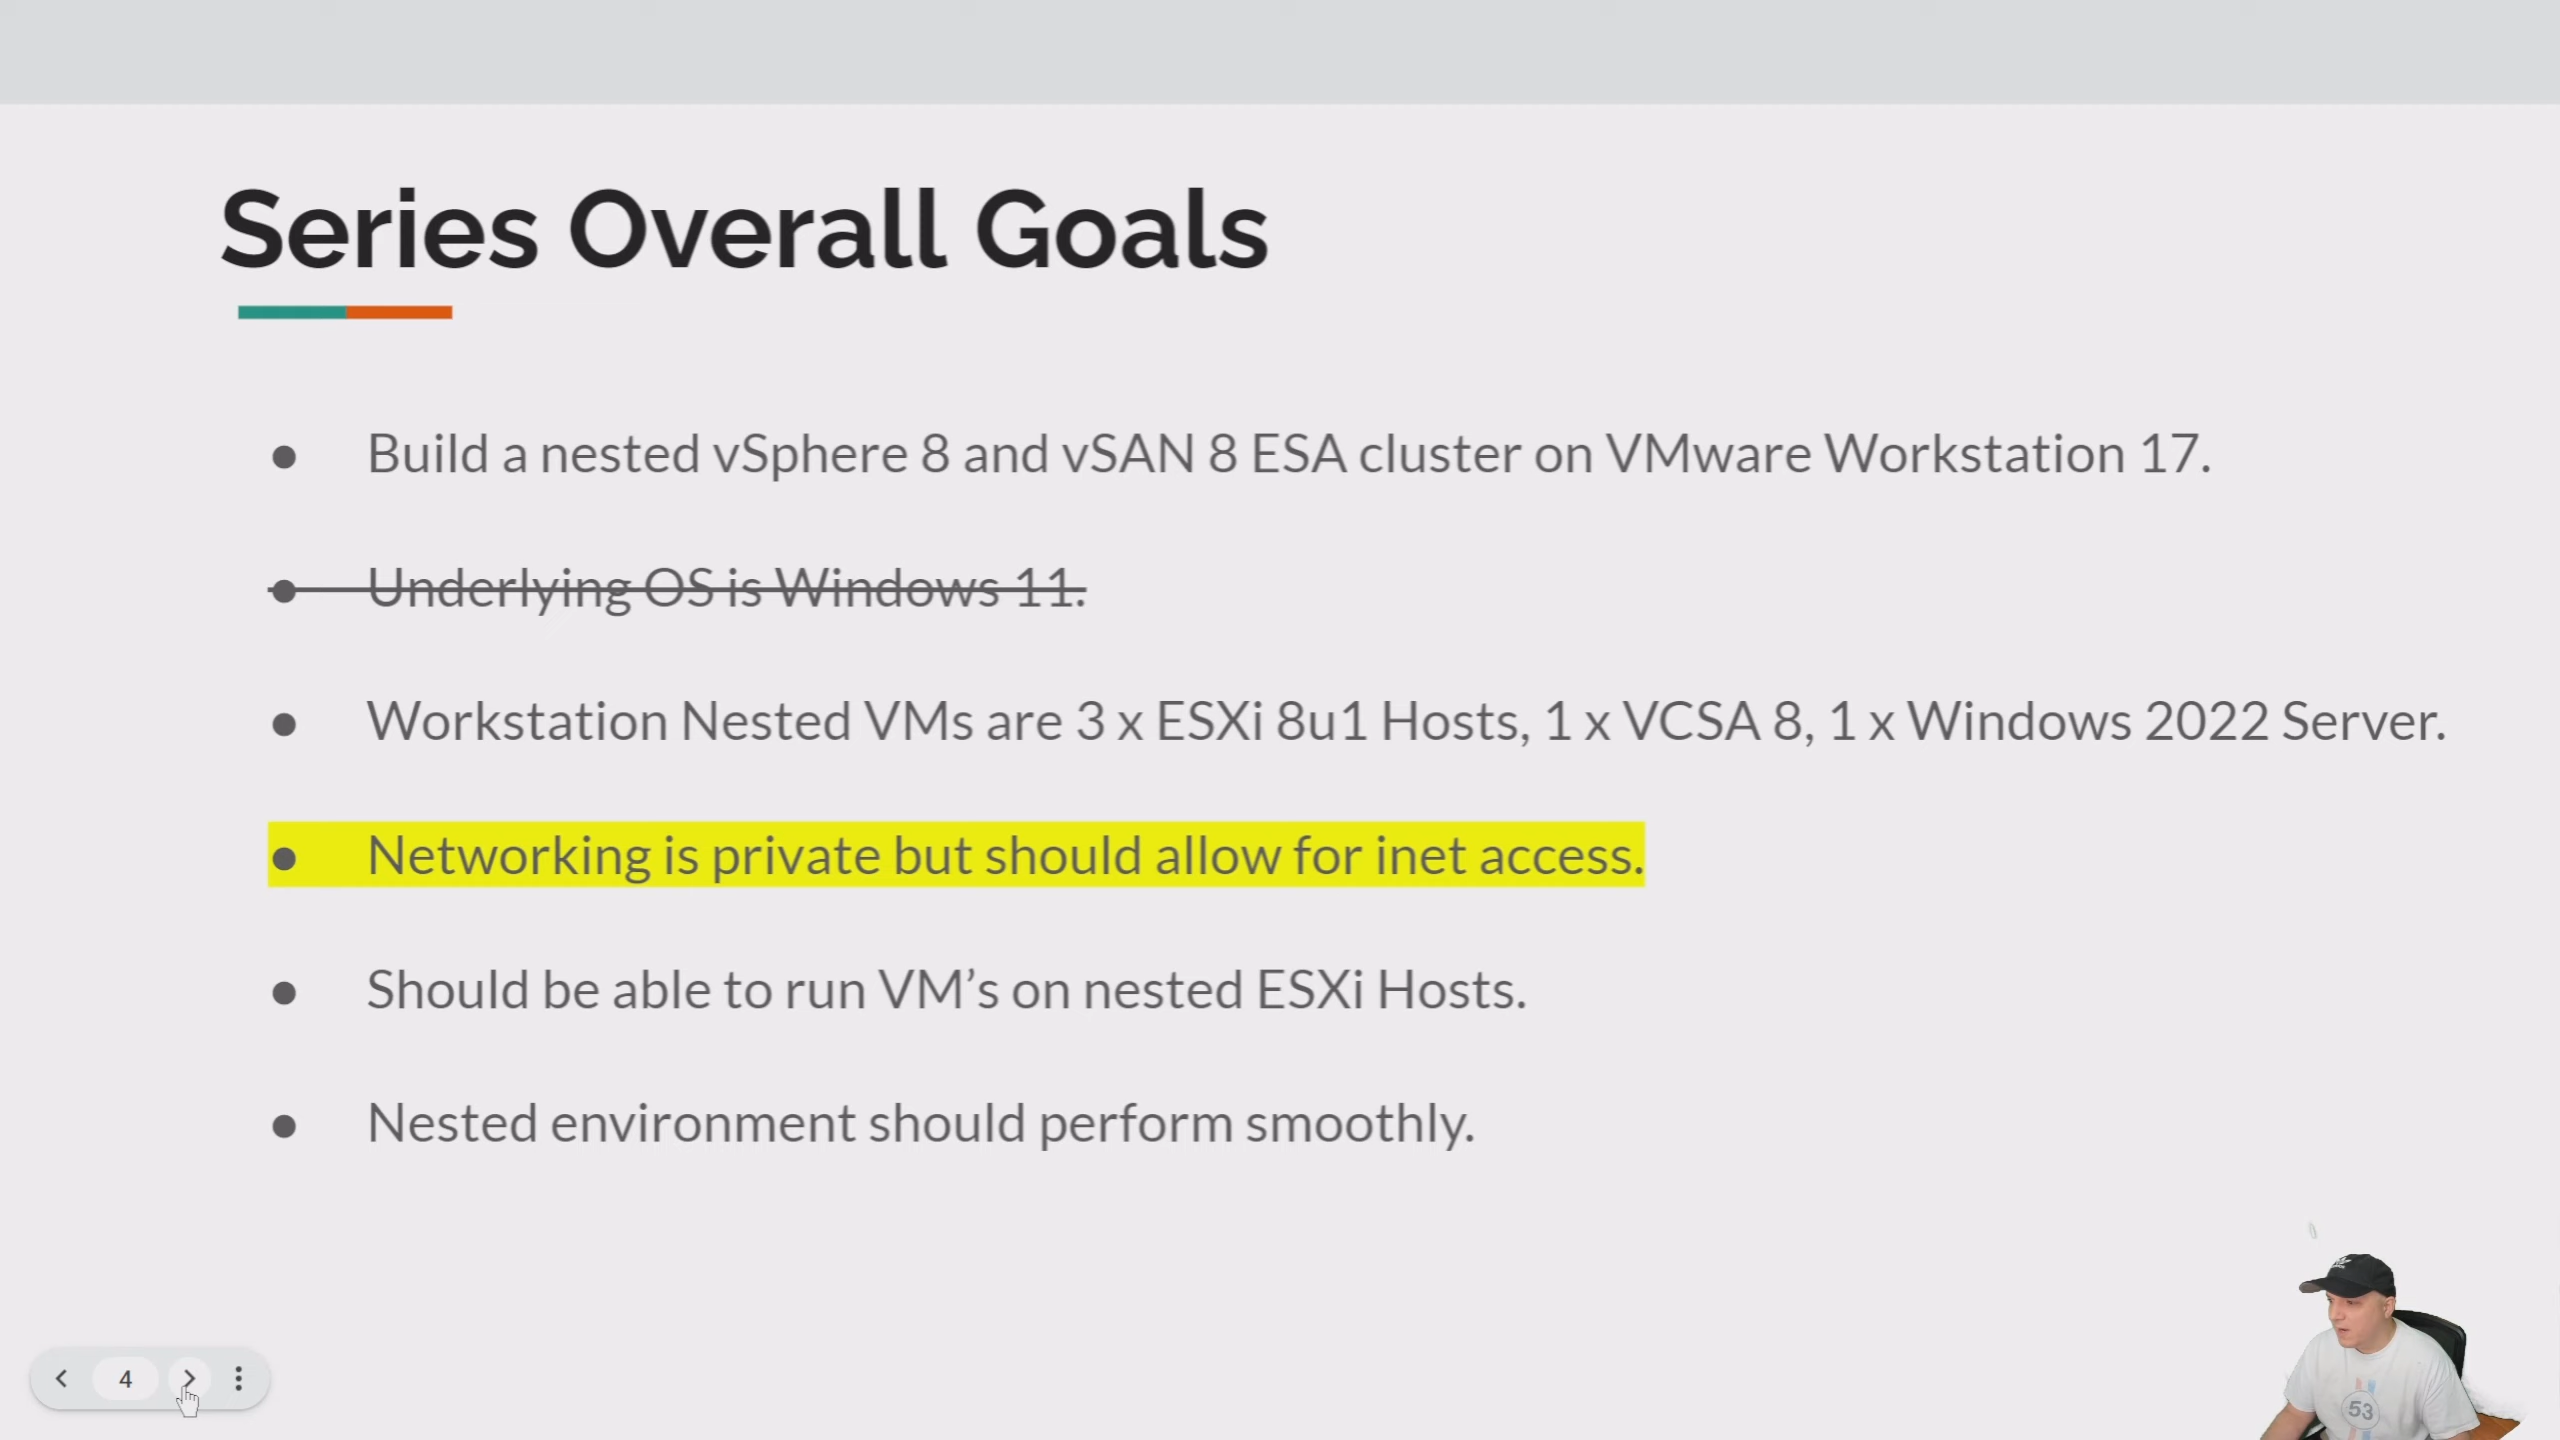 Series Overall Goals
● Build a nested vSphere 8 and vSAN 8 ESA cluster on VMware Workstation 17.
● Underlying OS is Windows 11.
● Workstation Nested VMs are 3 x ESXi 8u1 Hosts, 1 x VCSA 8, 1 x Windows 2022 Server.
● Networking is private but should allow for inet access.
● Should be able to run VM’s on nested ESXi Hosts.
● Nested environment should perform smoothly.
4
53